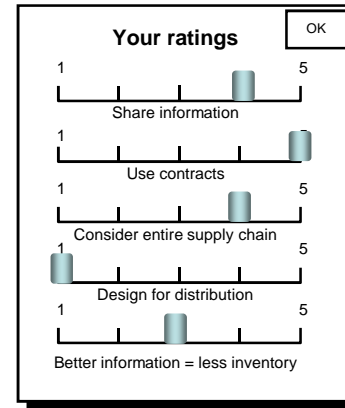 Your ratings
OK
1 5
Share information
1
Use contracts
1 5
Consider entire supply chain
1 5
Design for distribution
1 5
Better information = less inventory